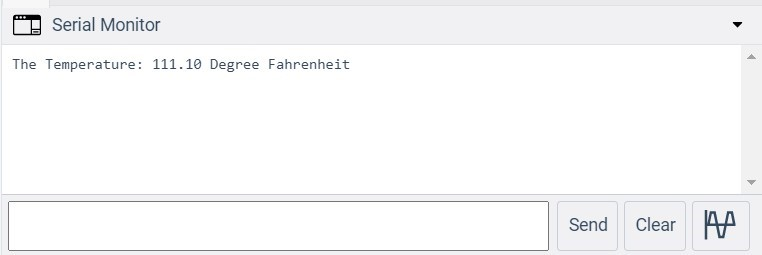 Serial Monitor
The Temperature: 111.10 Degree Fahrenheit
Send Clear